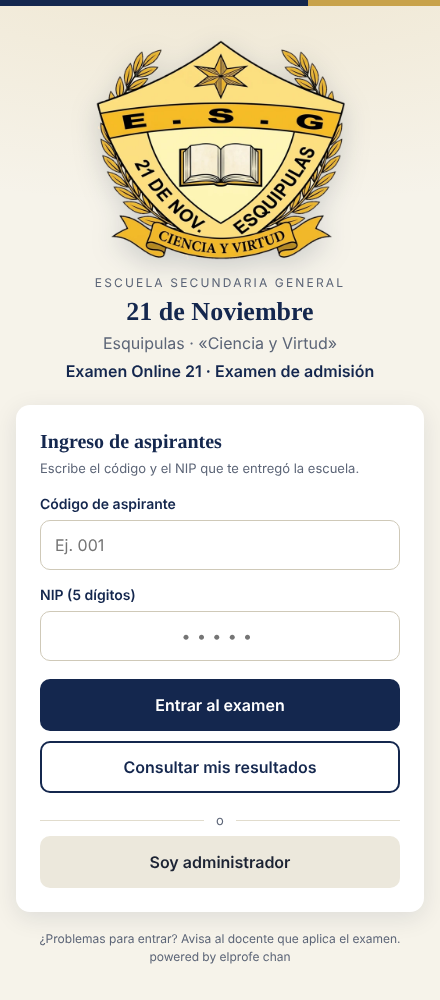 E . S . G
21 DE NOV.
ESQUIPULAS
CIENCIA Y VIRTUD
ESCUELA SECUNDARIA GENERAL
21 de Noviembre
Esquipulas · «Ciencia y Virtud»
Examen Online 21 · Examen de admisión
Ingreso de aspirantes
Escribe el código y el NIP que te entregó la escuela.
Código de aspirante
Ej. 001
NIP (5 dígitos)
• • • • •
Entrar al examen
Consultar mis resultados
o
Soy administrador
¿Problemas para entrar? Avisa al docente que aplica el examen.
powered by elprofe chan